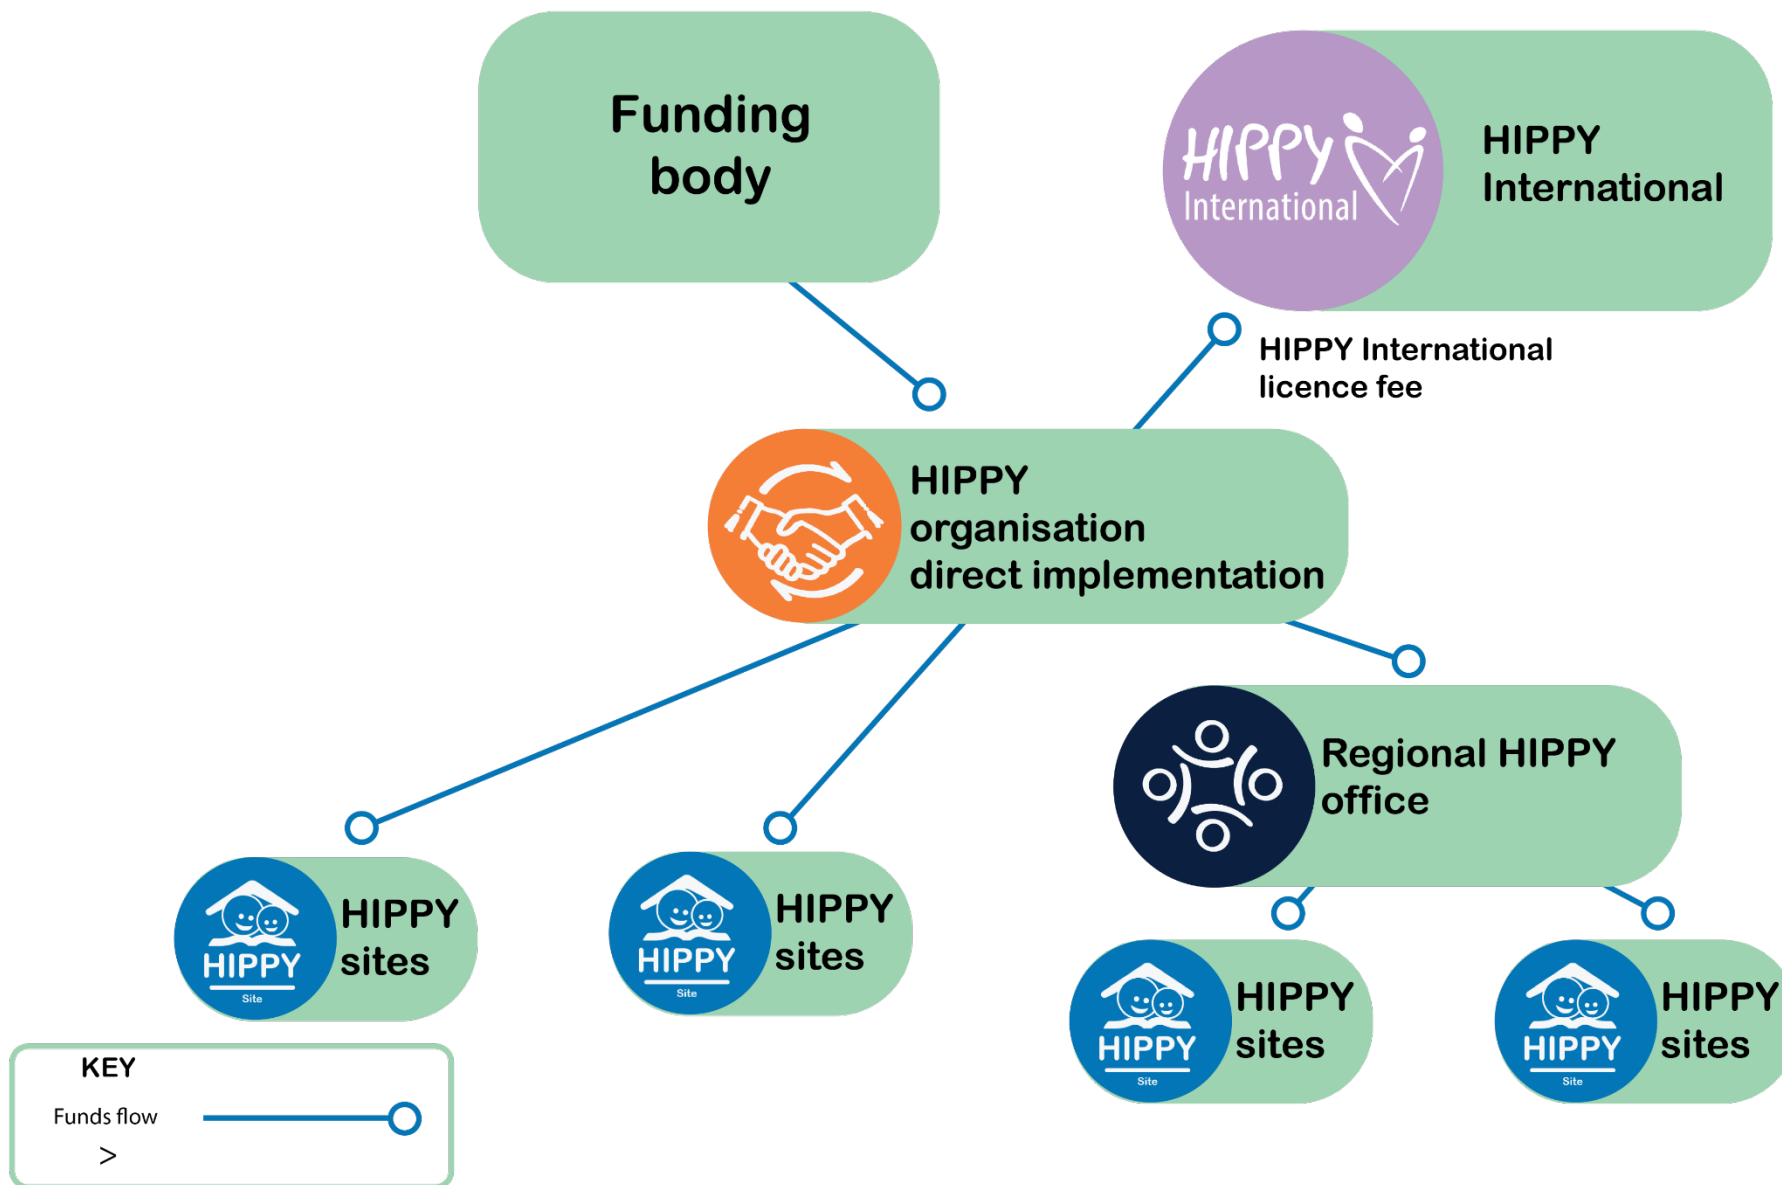 Funding
body
HIPPY
International
HIPPY
International
HIPPY International
licence fee
HIPPY
organisation
direct implementation
Regional HIPPY
office
HIPPY
Site
HIPPY
sites
HIPPY
Site
HIPPY
sites
HIPPY
Site
HIPPY
sites
HIPPY
Site
HIPPY
sites
KEY
Funds flow
>